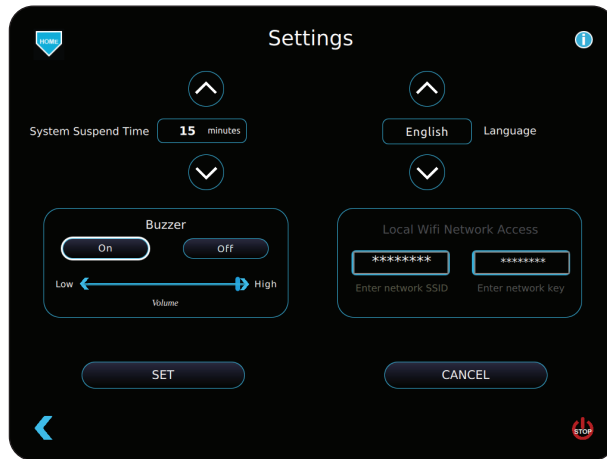 HOME
Settings
System Suspend Time
15 minutes
English
Language
Buzzer
On
Off
Low
High
Volume
Local Wifi Network Access
********
********
Enter network SSID
Enter network key
SET
CANCEL
STOP